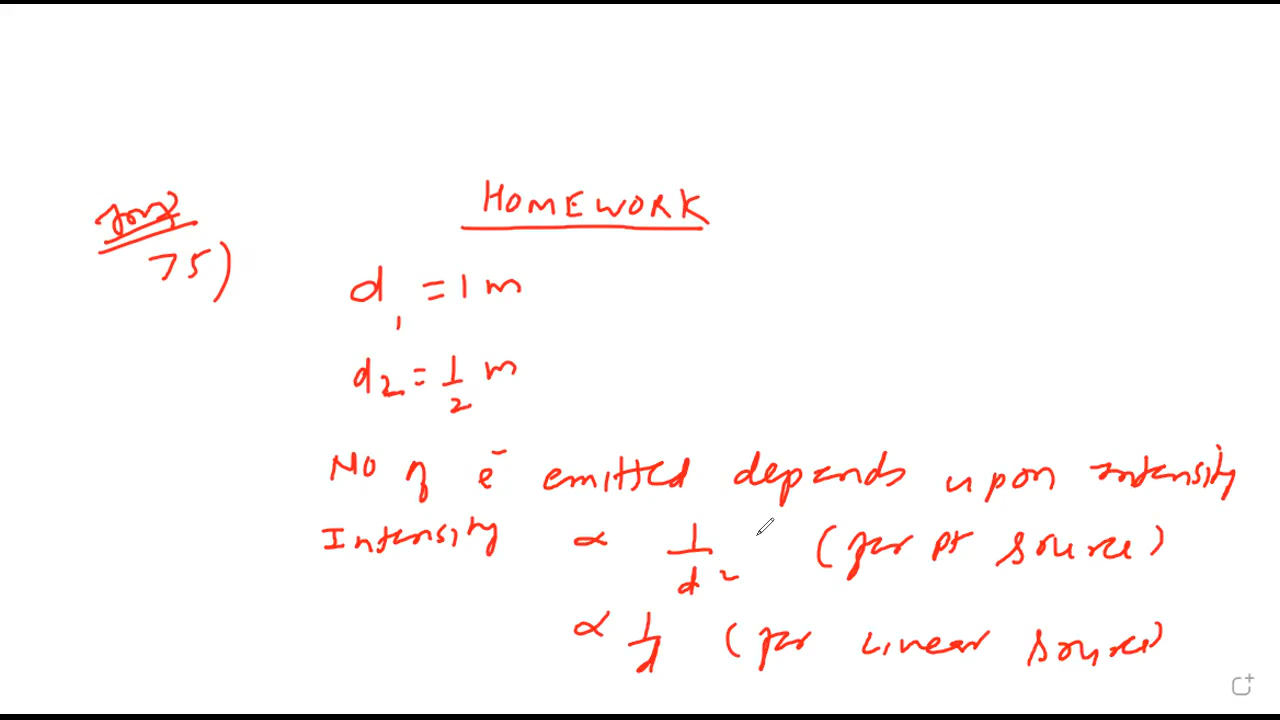 HOMEWORK
75)
d₁ = 1 m
d2 = 1/2 m
No of e⁻ emitted depends upon intensity
Intensity ∝ 1/d² (for pt source)
∝ 1/d (for Linear source)